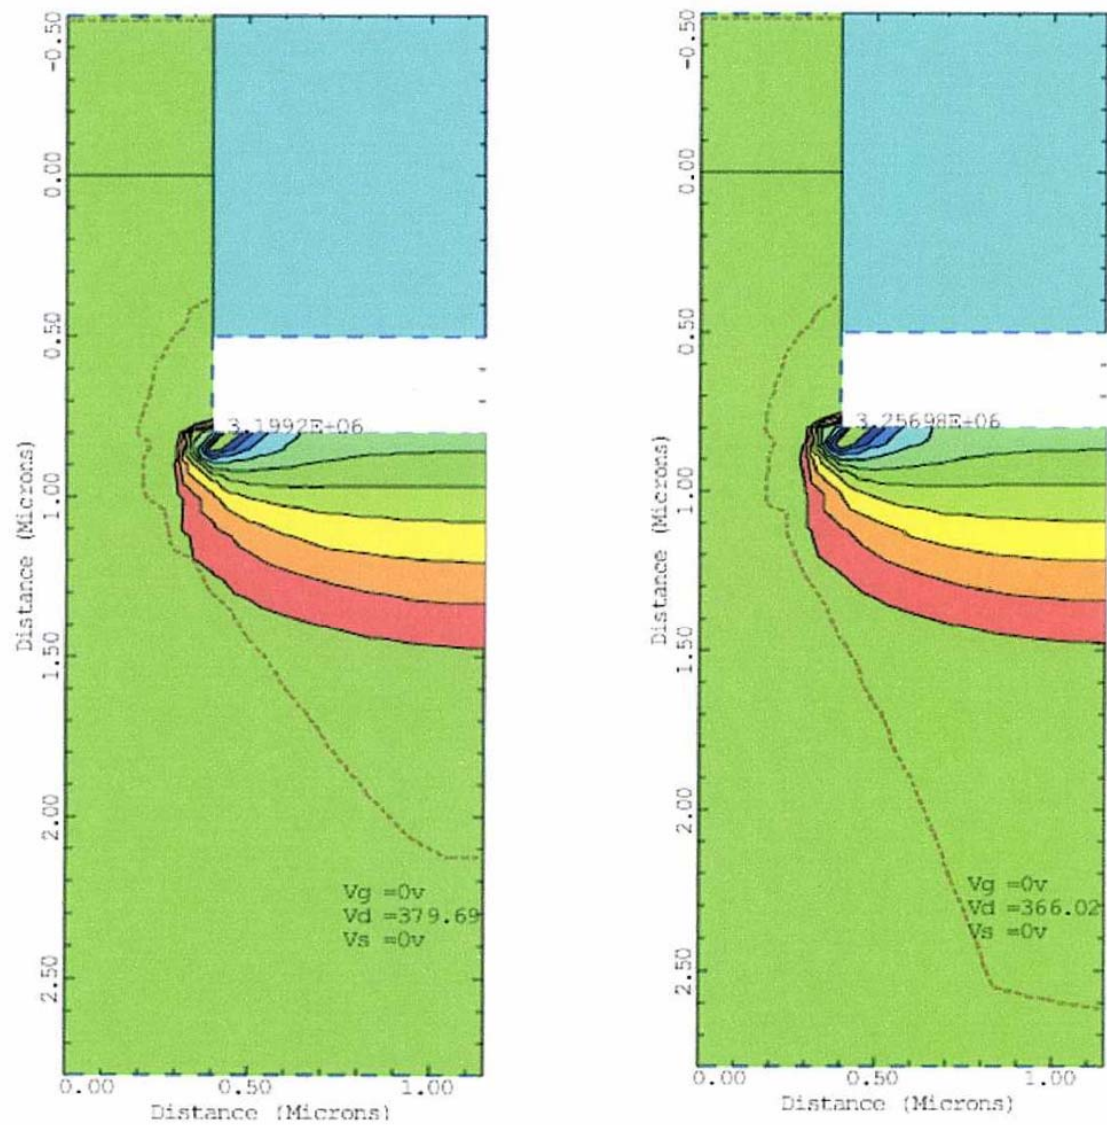 -0.50
0.00
0.50
3.1992E+06
1.00
1.50
2.00
Vg =0v
Vd =379.69
Vs =0v
2.50
Distance (Microns)
0.00 0.50 1.00
Distance (Microns)
-0.50
0.00
0.50
3.25698E+06
1.00
1.50
2.00
Vg =0v
Vd =366.02
Vs =0v
2.50
Distance (Microns)
0.00 0.50 1.00
Distance (Microns)